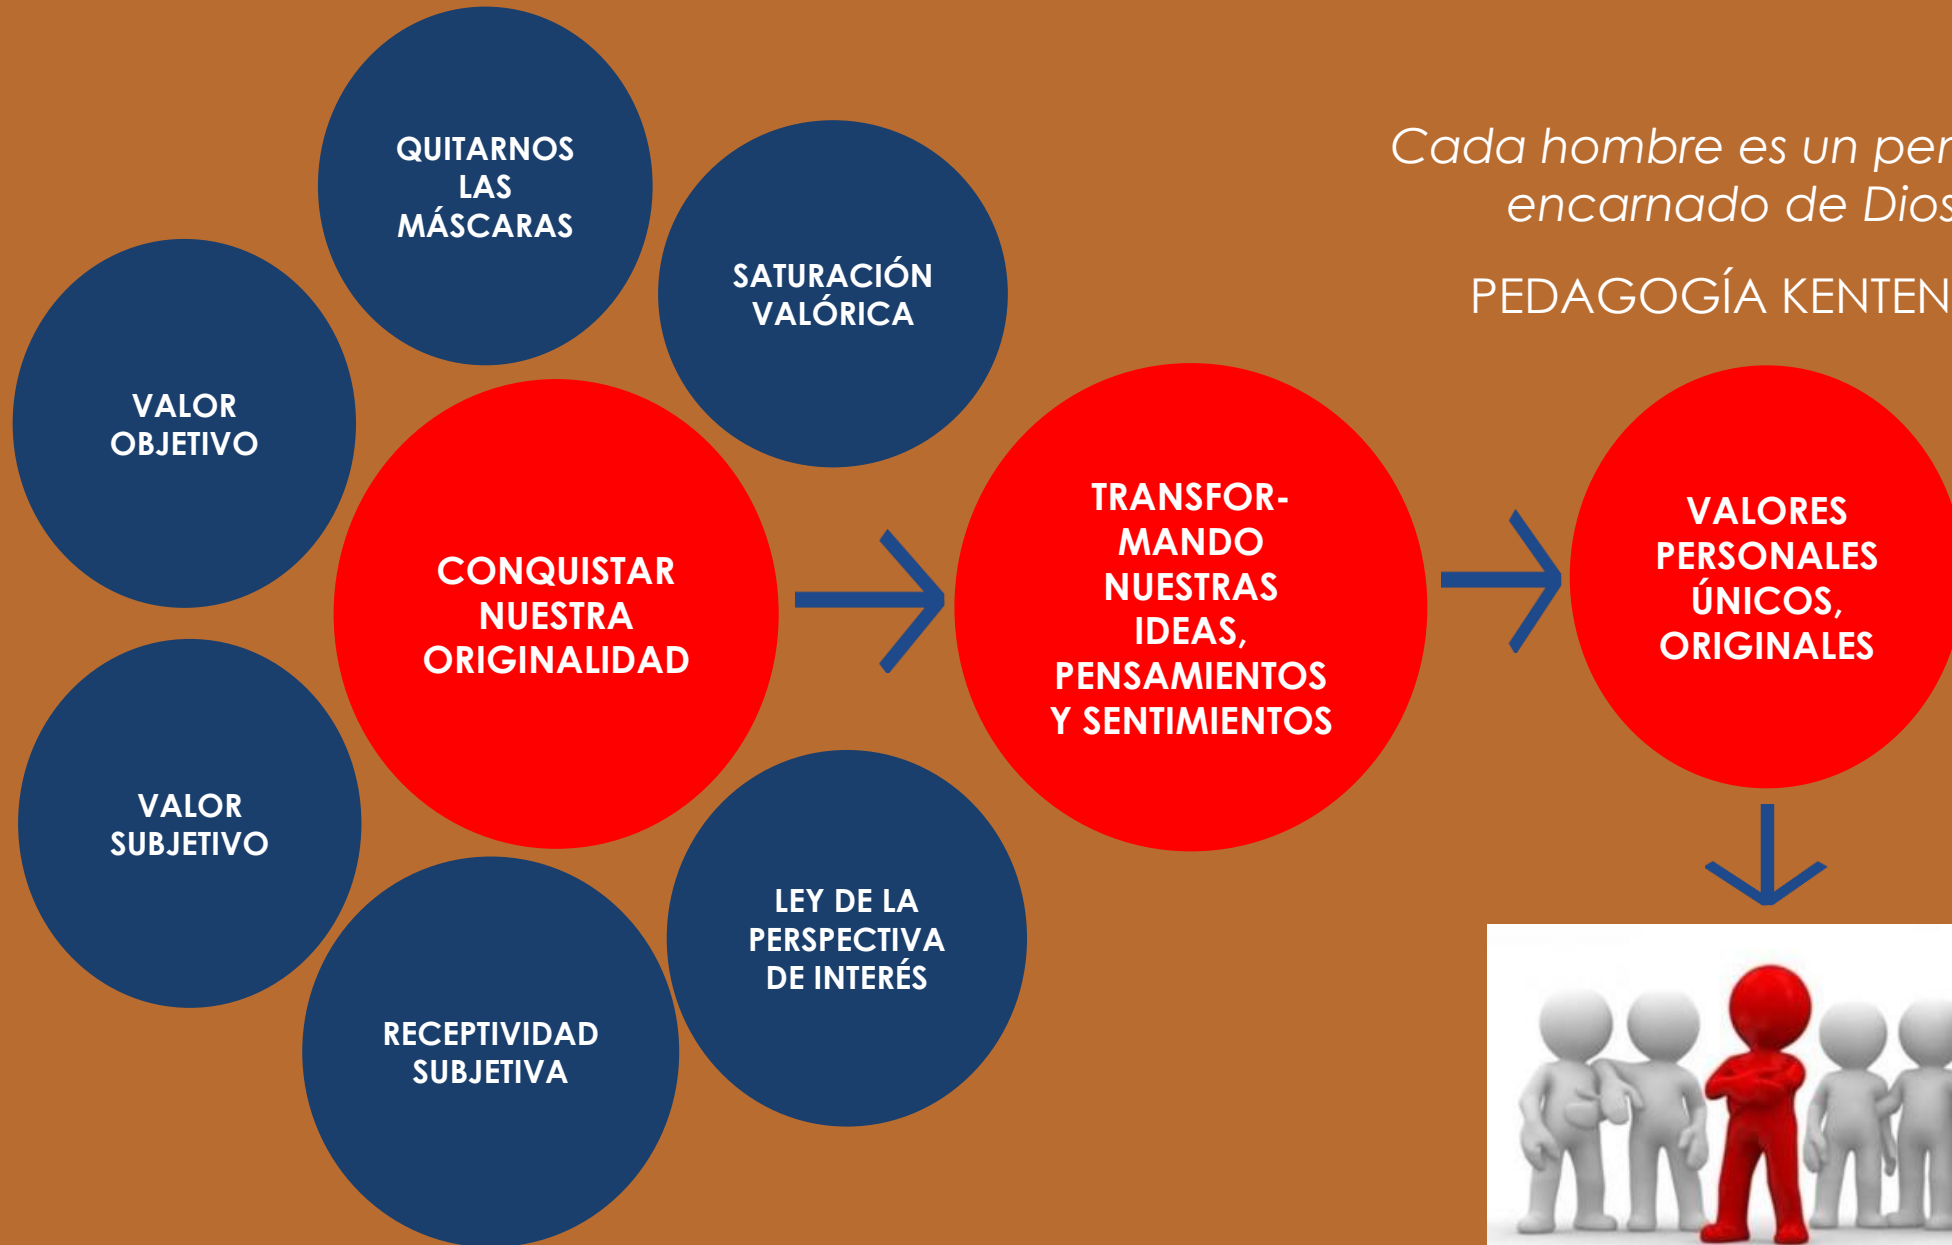 QUITARNOS
LAS
MÁSCARAS
SATURACIÓN
VALÓRICA
VALOR
OBJETIVO
CONQUISTAR
NUESTRA
ORIGINALIDAD
VALOR
SUBJETIVO
RECEPTIVIDAD
SUBJETIVA
LEY DE LA
PERSPECTIVA
DE INTERÉS
TRANSFOR-
MANDO
NUESTRAS
IDEAS,
PENSAMIENTOS
Y SENTIMIENTOS
Cada hombre es un
encarnado de Dios
PEDAGOGÍA
VALORES
PERSONALES
ÚNICOS,
ORIGINALES